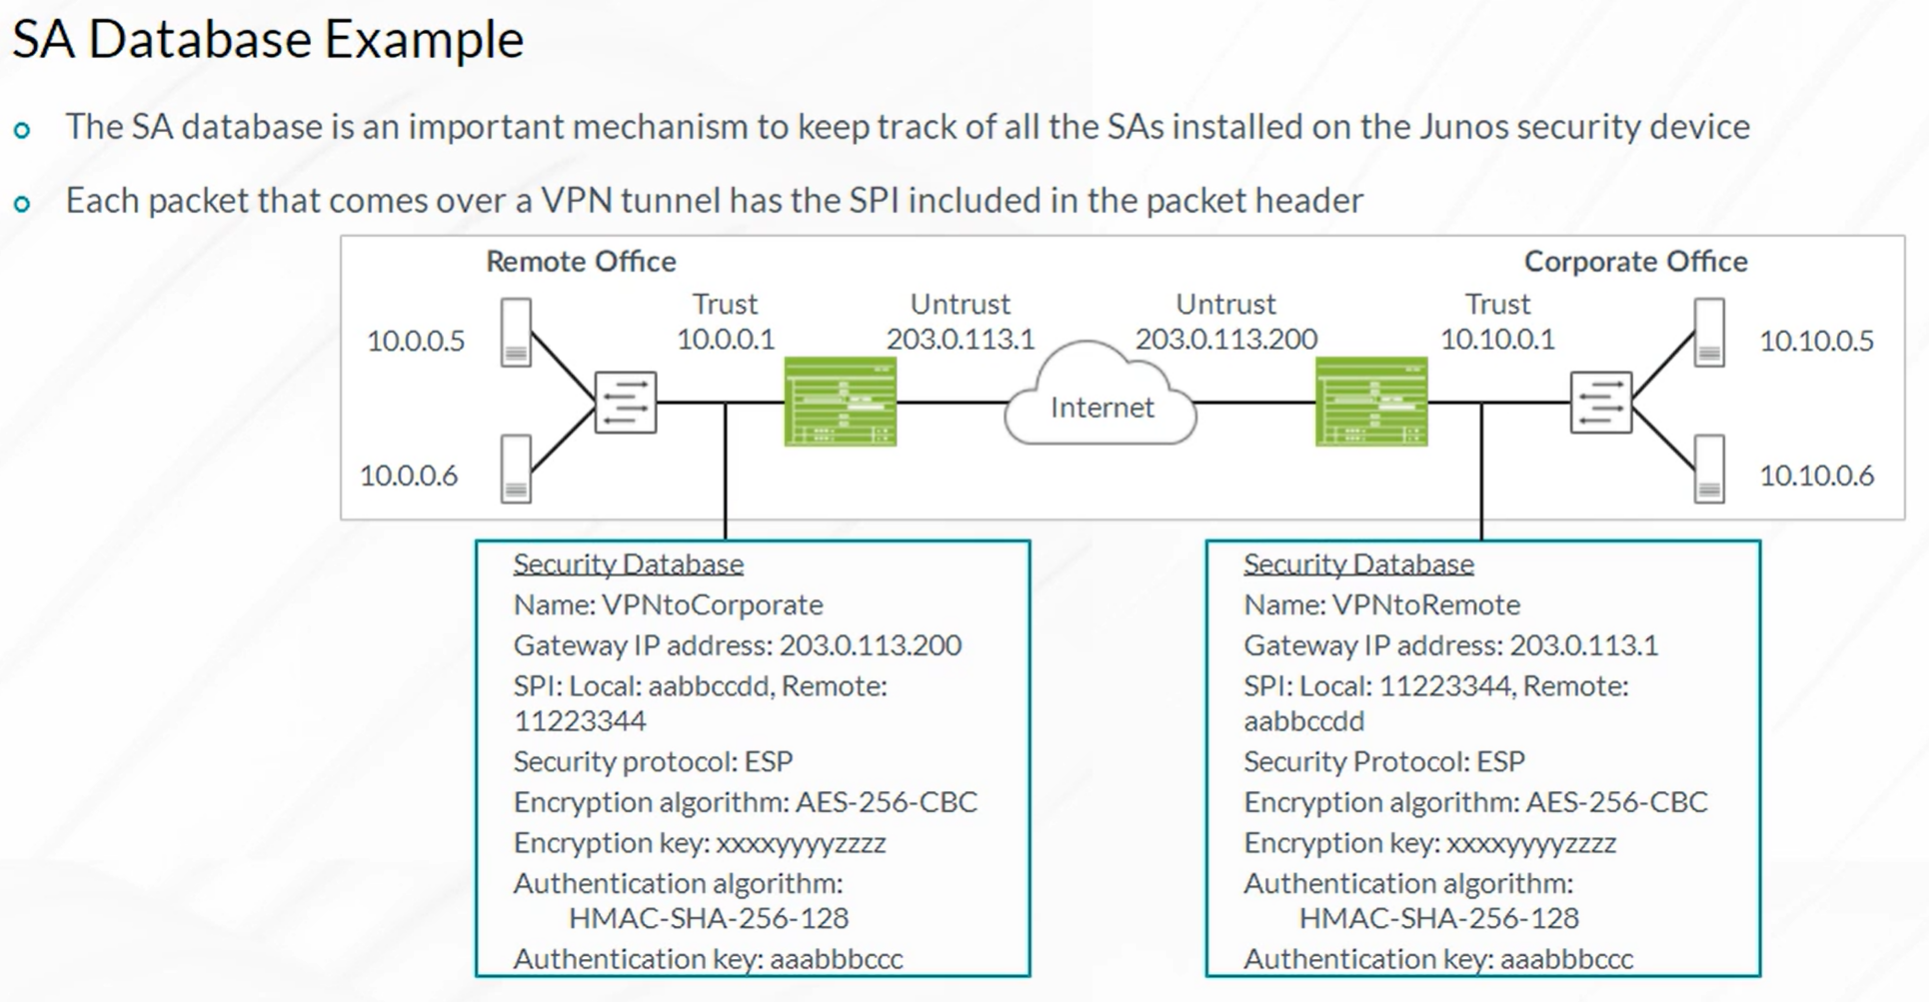 SA Database Example
The SA database is an important mechanism to keep track of all the SAs installed on the Junos security device
Each packet that comes over a VPN tunnel has the SPI included in the packet header
Remote Office
Corporate Office
Trust
10.0.0.1
Untrust
203.0.113.1
Untrust
203.0.113.200
Trust
10.10.0.1
10.0.0.5
10.10.0.5
Internet
10.0.0.6
10.10.0.6
Security Database
Name: VPNtoCorporate
Gateway IP address: 203.0.113.200
SPI: Local: aabbccdd, Remote:
11223344
Security protocol: ESP
Encryption algorithm: AES-256-CBC
Encryption key: xxxxyyyyzzzz
Authentication algorithm:
HMAC-SHA-256-128
Authentication key: aaabbbccc
Security Database
Name: VPNtoRemote
Gateway IP address: 203.0.113.1
SPI: Local: 11223344, Remote:
aabbccdd
Security Protocol: ESP
Encryption algorithm: AES-256-CBC
Encryption key: xxxxyyyyzzzz
Authentication algorithm:
HMAC-SHA-256-128
Authentication key: aaabbbccc